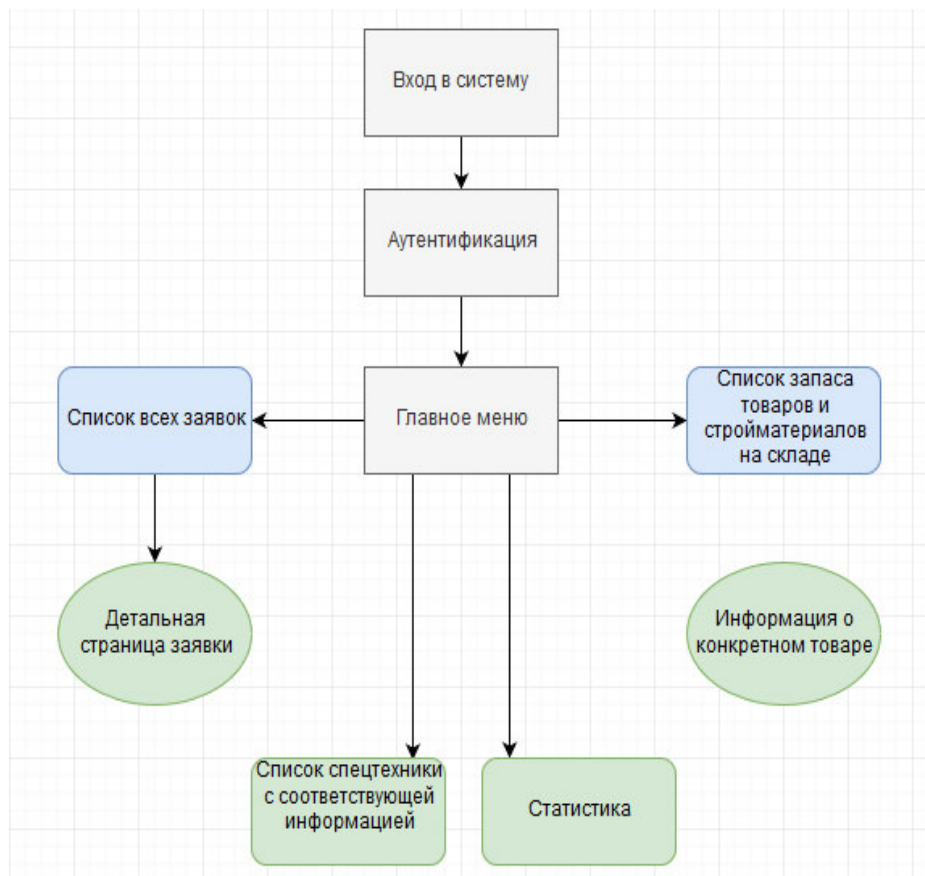 Вход в систему
Аутентификация
Список всех заявок
Главное меню
Список запаса
товаров и
стройматериалов
на складе
Детальная
страница заявки
Информация о
конкретном товаре
Список спецтехники
с соответствующей
информацией
Статистика